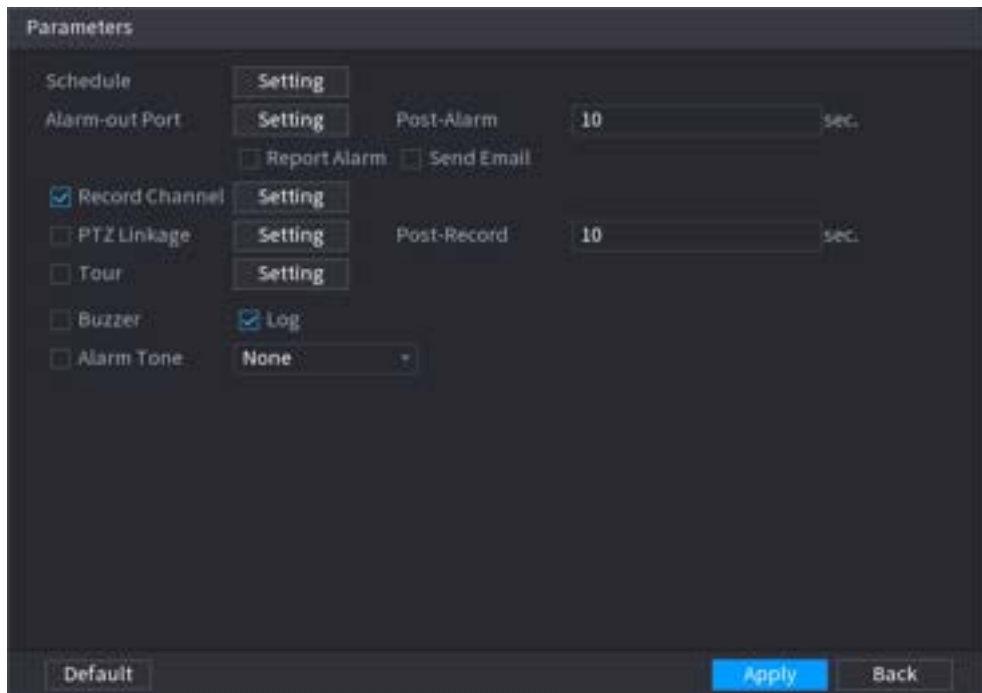 Parameters
Schedule Setting
Alarm-out Port Setting Post-Alarm 10 sec.
Report Alarm Send Email
Record Channel Setting
PTZ Linkage Setting Post-Record 10 sec.
Tour Setting
Buzzer Log
Alarm Tone None
Default Apply Back